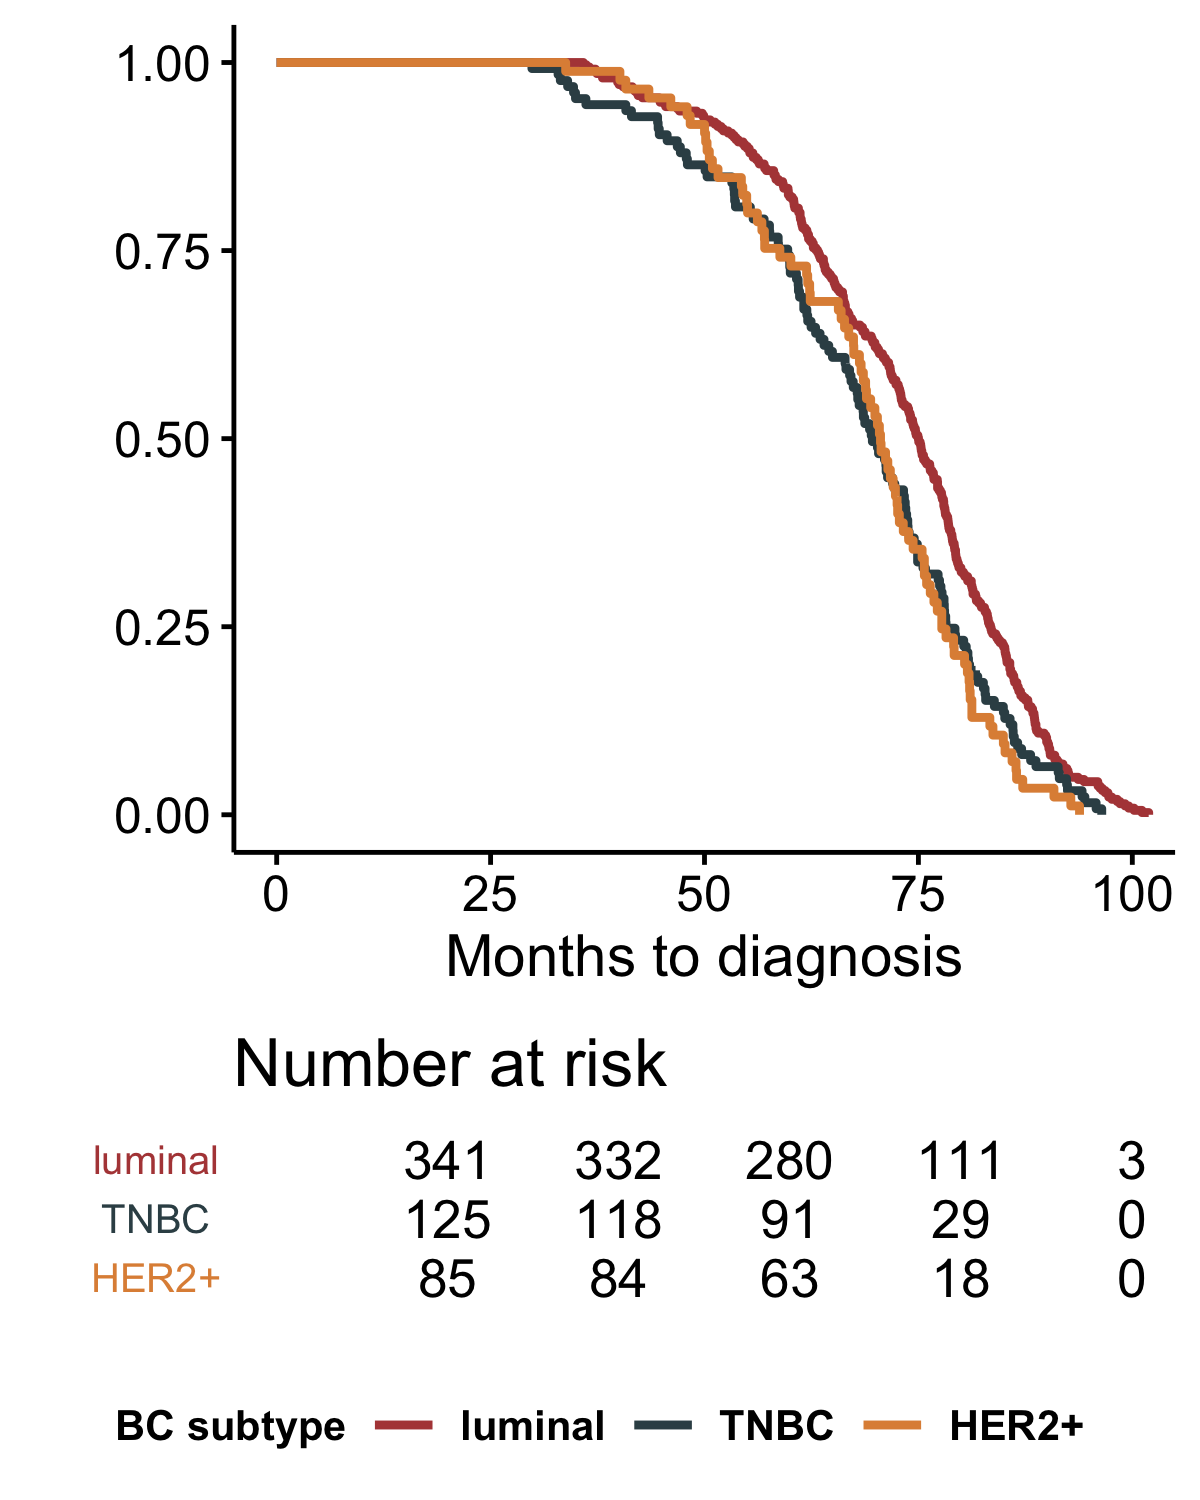 1.00
0.75
0.50
0.25
0.00
0 25 50 75 100
Months to diagnosis
Number at risk
luminal 341 332 280 111 3
TNBC 125 118 91 29 0
HER2+ 85 84 63 18 0
BC subtype luminal TNBC HER2+